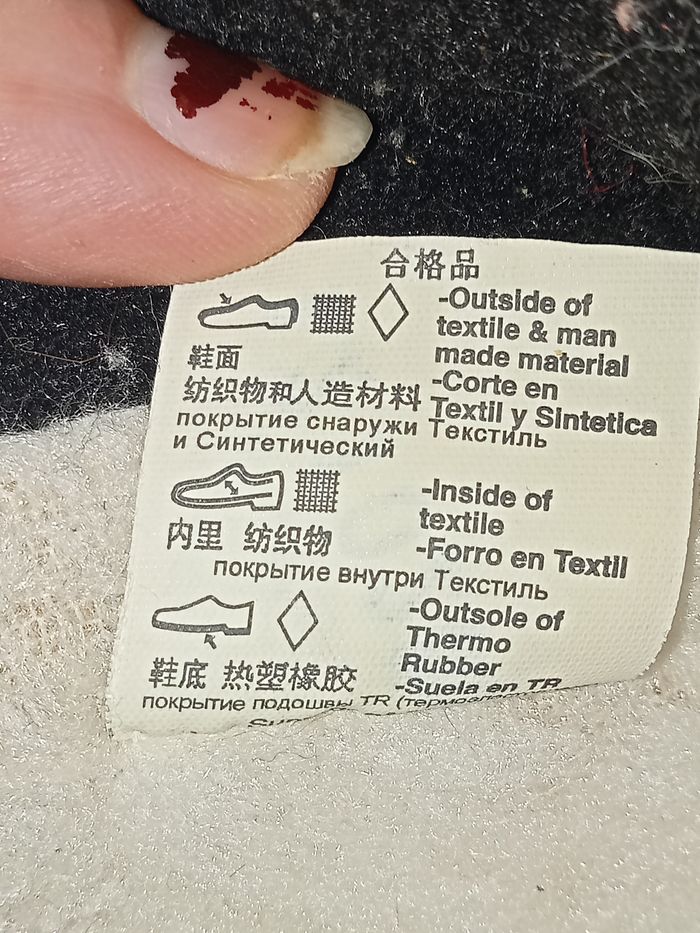 合格品
-Outside of
textile & man
made material
鞋面
-Corte en
纺织物和人造材料
Textil y Sintetica
покрытие снаружи Текстиль
и Синтетический
-Inside of
textile
内里 纺织物
-Forro en Textil
покрытие внутри Текстиль
-Outsole of
Thermo
Rubber
鞋底 热塑橡胶
-Suela en TR
покрытие подошвы TR